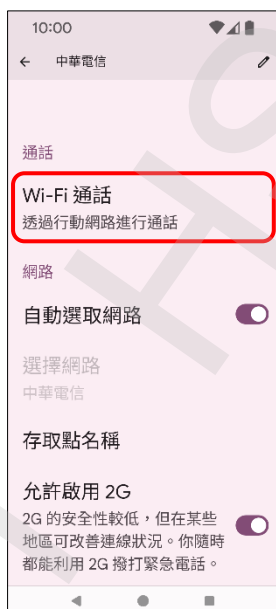 10:00
中華電信
通話
Wi-Fi 通話
透過行動網路進行通話
網路
自動選取網路
選擇網路
中華電信
存取點名稱
允許啟用 2G
2G 的安全性較低，但在某些
地區可改善連線狀況。你隨時
都能利用 2G 撥打緊急電話。